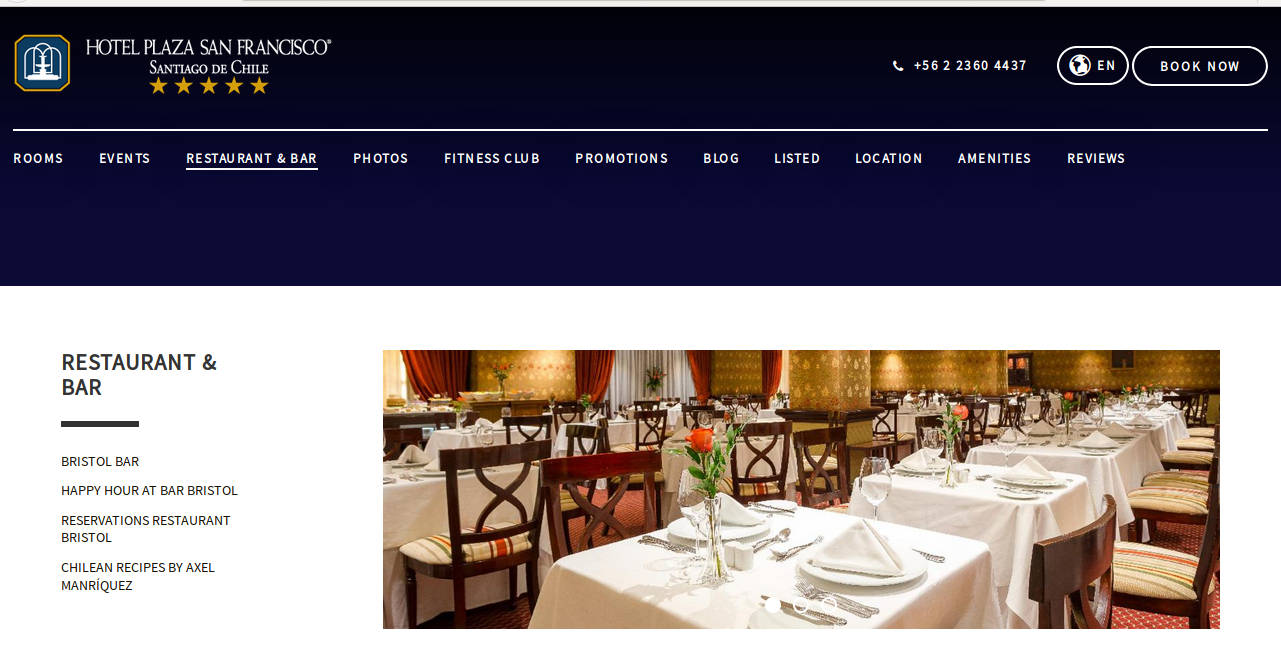 HOTEL PLAZA SAN FRANCISCO®
SANTIAGO DE CHILE
+56 2 2360 4437
EN
BOOK NOW
ROOMS EVENTS RESTAURANT & BAR PHOTOS FITNESS CLUB PROMOTIONS BLOG LISTED LOCATION AMENITIES REVIEWS
RESTAURANT &
BAR
BRISTOL BAR
HAPPY HOUR AT BAR BRISTOL
RESERVATIONS RESTAURANT
BRISTOL
CHILEAN RECIPES BY AXEL
MANRÍQUEZ